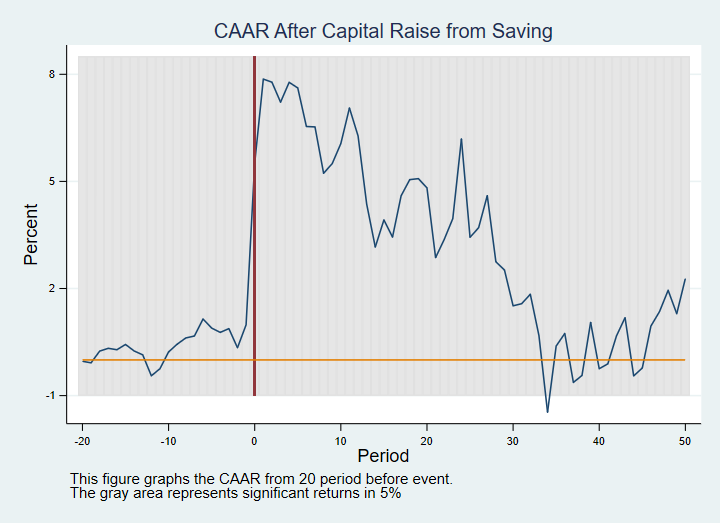 CAAR After Capital Raise from Saving
Percent
8
5
2
-1
-20 -10 0 10 20 30 40 50
Period
This figure graphs the CAAR from 20 period before event.
The gray area represents significant returns in 5%